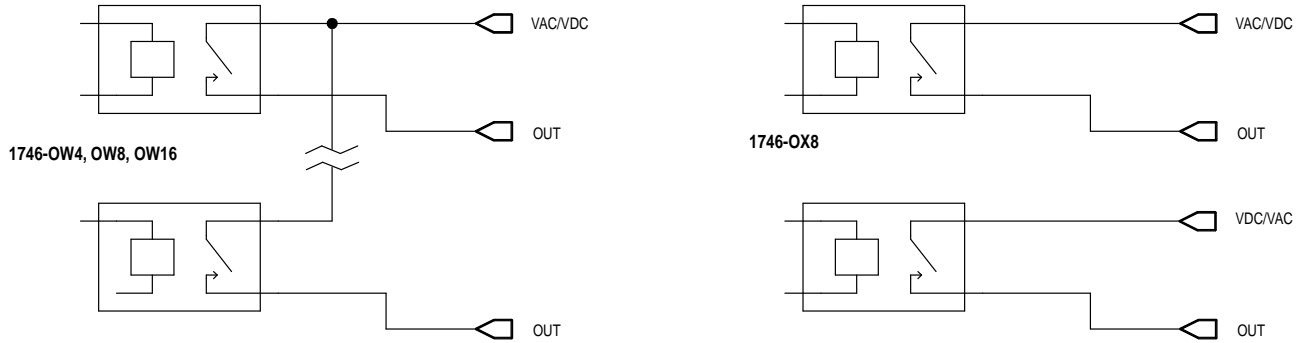 VAC/VDC
OUT
1746-OW4, OW8, OW16
OUT
VAC/VDC
OUT
1746-OX8
VDC/VAC
OUT